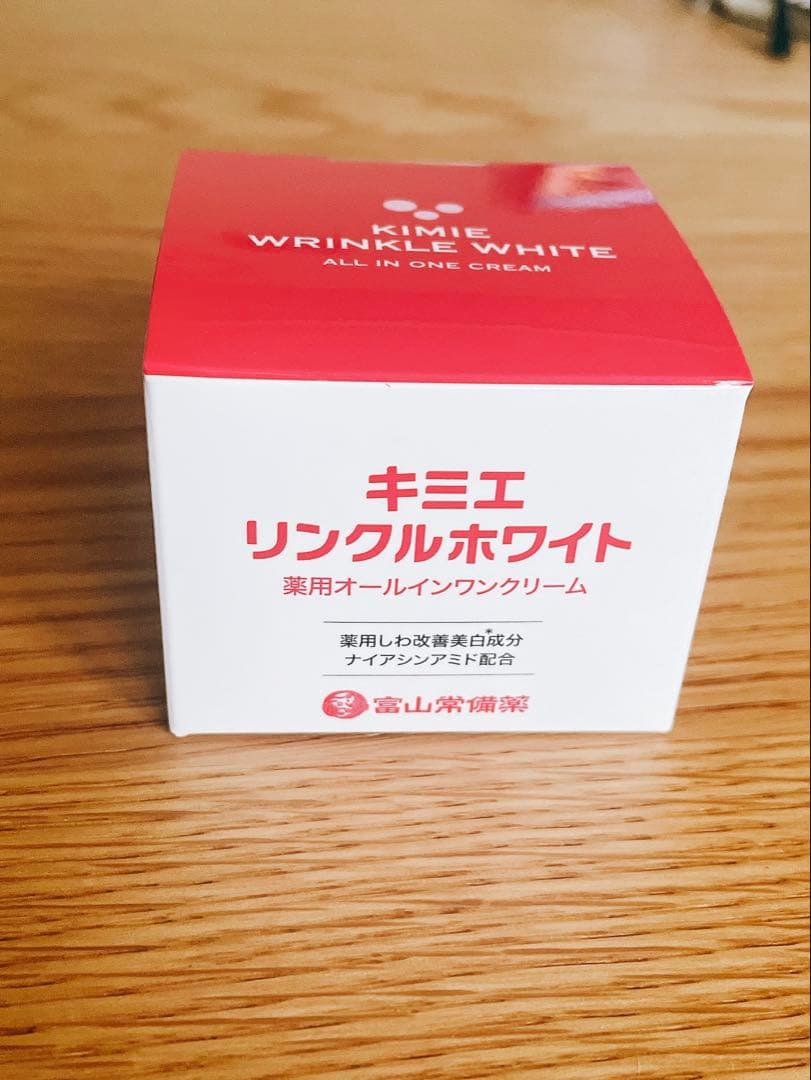 KIMIE
WRINKLE WHITE
ALL IN ONE CREAM
キミエ
リンクルホワイト
薬用オールインワンクリーム
薬用しわ改善美白*成分
ナイアシンアミド配合
富山常備薬